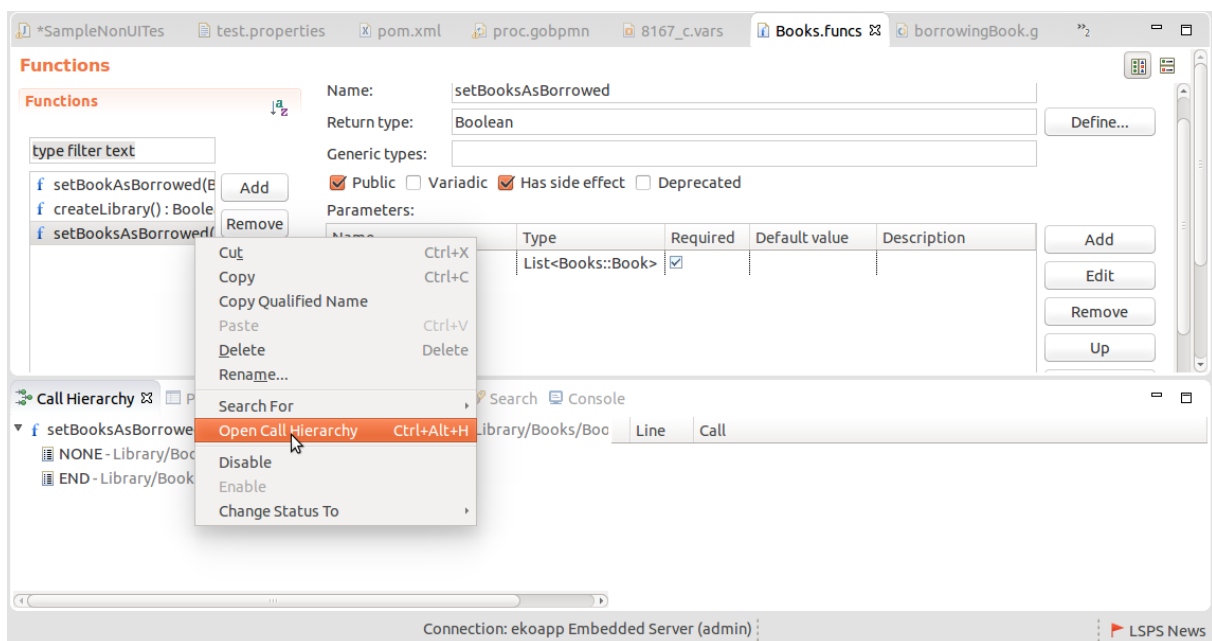 *SampleNonUITes test.properties pom.xml proc.gobpmn 8167_c.vars Books.funcs borrowingBook.g »2
Functions
Functions
Name: setBooksAsBorrowed
Return type: Boolean Define...
type filter text
Generic types:
f setBookAsBorrowed(B Add
Public Variadic Has side effect Deprecated
f createLibrary() : Boole Remove
Parameters:
f setBooksAsBorrowed(
Name Type Required Default value Description Add
List<Books::Book>
Edit
Remove
Up
Cut Ctrl+X
Copy Ctrl+C
Copy Qualified Name
Paste Ctrl+V
Delete Delete
Rename...
Search For
Open Call Hierarchy Ctrl+Alt+H
Disable
Enable
Change Status To
Call Hierarchy P Search Console
f setBooksAsBorrowe Library/Books/Boo Line Call
NONE - Library/Boo
END - Library/Book
Connection: ekoapp Embedded Server (admin) LSPS News